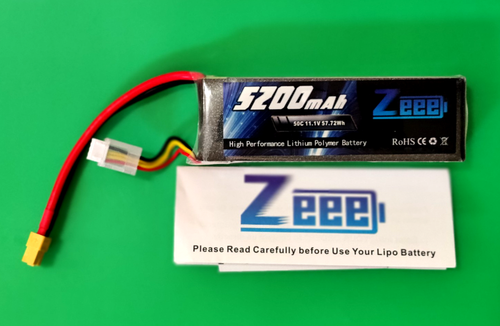 5200mAh
Zeee
50C 11.1V 57.72Wh
High Performance Lithium Polymer Battery
RoHS CE
Zeee
Please Read Carefully before Use Your Lipo Battery